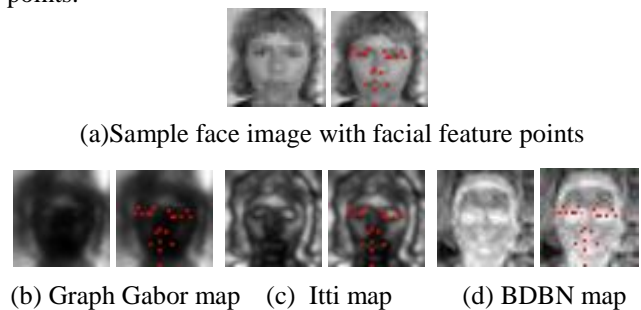 points.
(a)Sample face image with facial feature points
(b) Graph Gabor map (c) Itti map (d) BDBN map